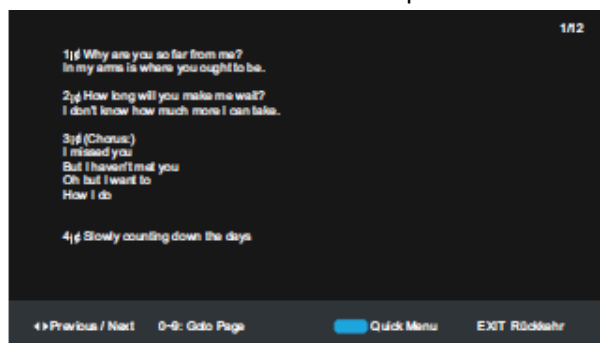 1/12
1¡¢ Why are you so far from me?
In my arms is where you ought to be.
2¡¢ How long will you make me wait?
I don't know how much more I can take.
3¡¢ (Chorus:)
I missed you
But I haven't met you
Oh but I want to
How I do
4¡¢ Slowly counting down the days
Previous / Next 0~9: Goto Page Quick Menu EXIT Rückkehr